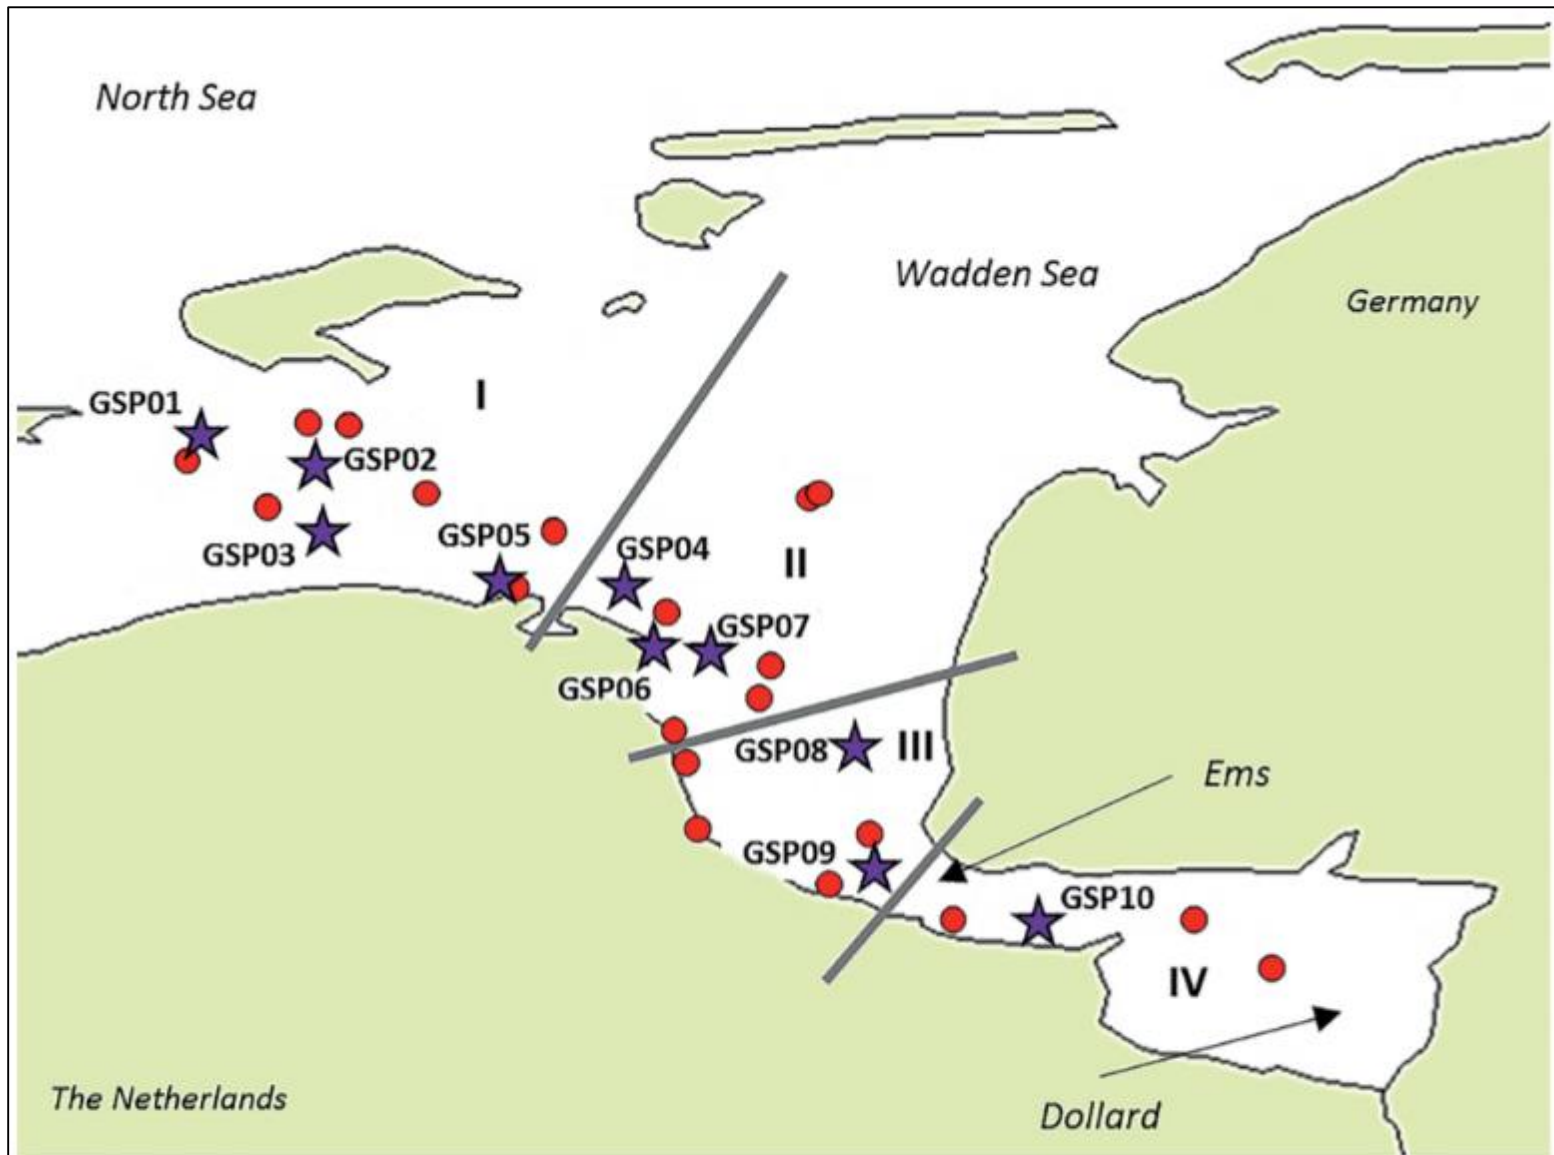 North Sea
Wadden Sea
Germany
I
GSP01
GSP02
GSP05
GSP04
GSP03
II
GSP07
GSP06
GSP08
III
Ems
GSP09
GSP10
IV
The Netherlands
Dollard